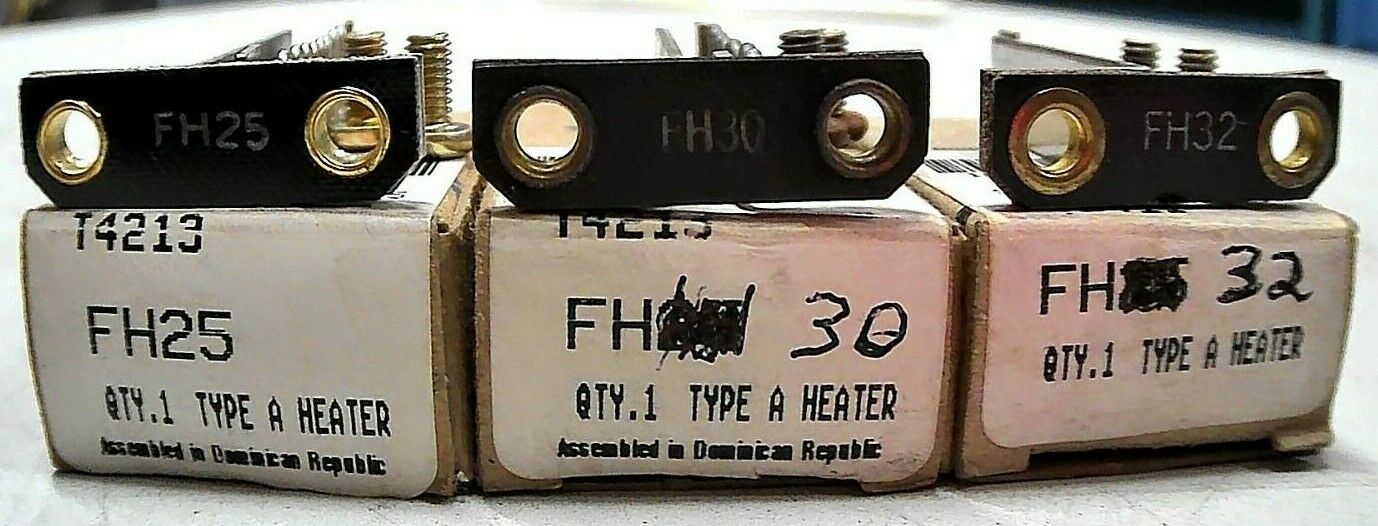 FH25
T4213
FH25
QTY.1 TYPE A HEATER
Assembled in Dominican Republic
FH30
T4213
FH 30
QTY.1 TYPE A HEATER
Assembled in Dominican Republic
FH32
FH 32
QTY.1 TYPE A HEATER